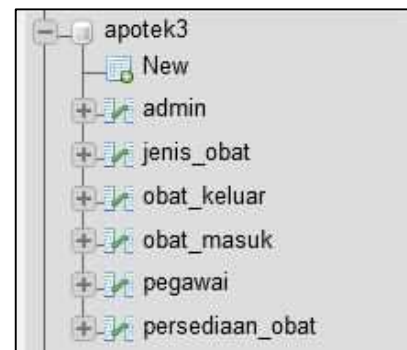 apotek3
New
admin
jenis_obat
obat_keluar
obat_masuk
pegawai
persediaan_obat